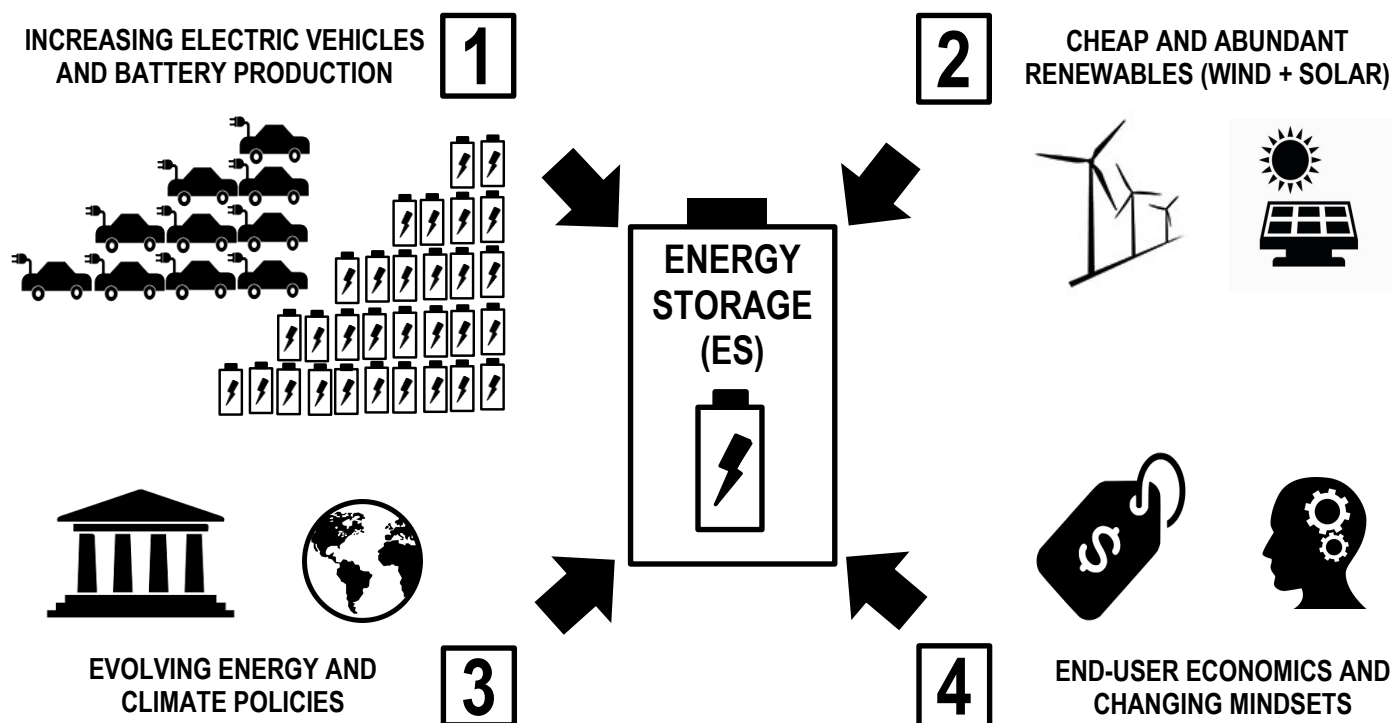 INCREASING ELECTRIC VEHICLES
AND BATTERY PRODUCTION
1
2
CHEAP AND ABUNDANT
RENEWABLES (WIND + SOLAR)
ENERGY
STORAGE
(ES)
$
EVOLVING ENERGY AND
CLIMATE POLICIES
3
4
END-USER ECONOMICS AND
CHANGING MINDSETS